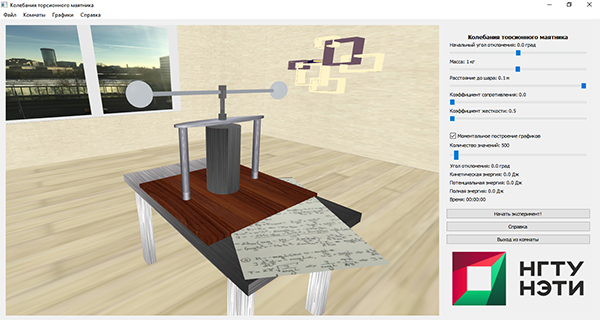 Колебания торсионного маятника
Файл Комнаты Графики Справка
Колебания торсионного маятника
Начальный угол отклонения: 0.0 град
Масса: 1 кг
Расстояние до шара: 0.1 м
Коэффициент сопротивления: 0.0
Коэффициент жесткости: 0.5
Моментальное построение графиков
Количество значений: 500
Угол отклонения: 0.0 град
Кинетическая энергия: 0.0 Дж
Потенциальная энергия: 0.0 Дж
Полная энергия: 0.0 Дж
Время: 00:00:00
Начать эксперимент!
Справка
Выход из комнаты
НГТУ
НЭТИ